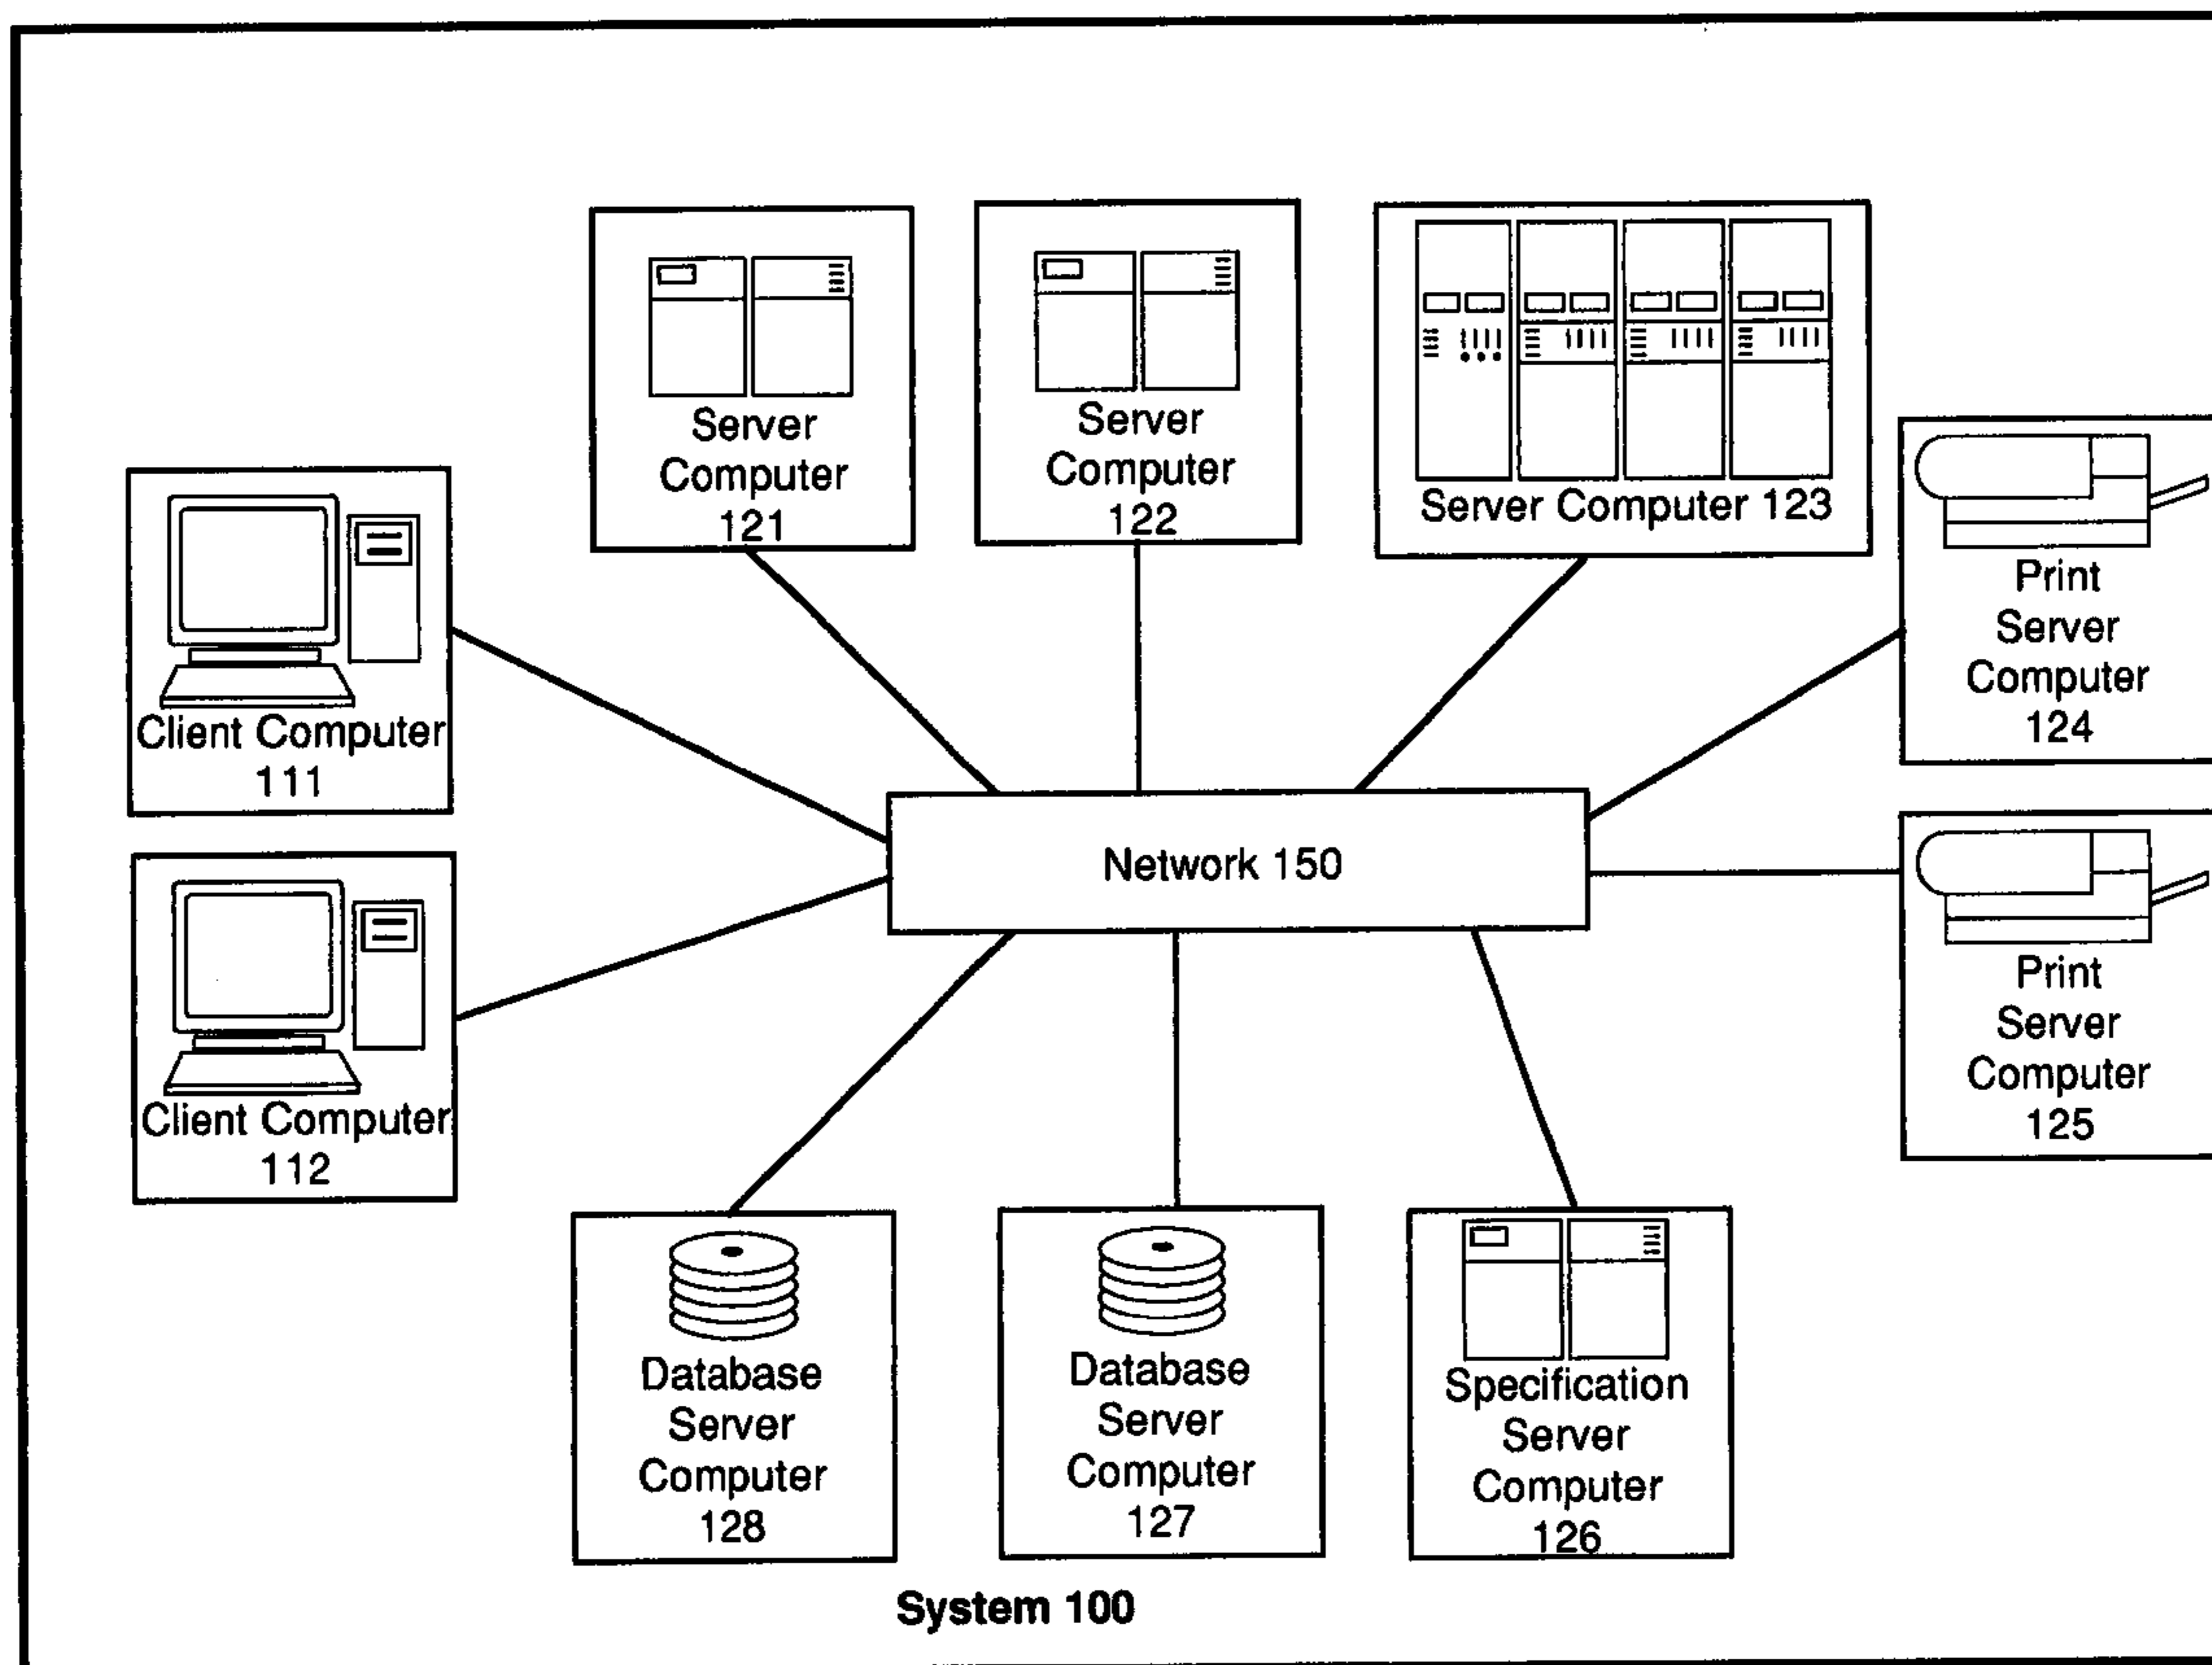 Server
Computer
121
Server
Computer
122
Server Computer 123
Print
Server
Computer
124
Client Computer
111
Network 150
Print
Server
Computer
125
Client Computer
112
Database
Server
Computer
128
Database
Server
Computer
127
Specification
Server
Computer
126
System 100